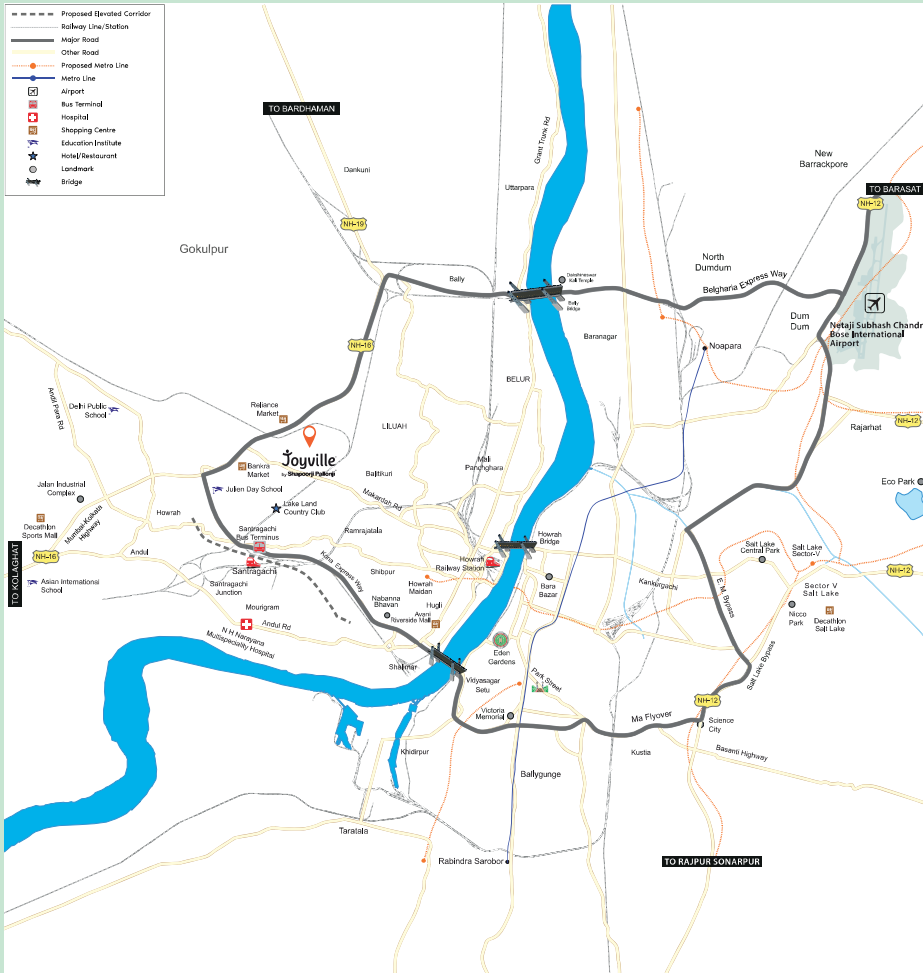 Proposed Elevated Corridor
Railway Line/Station
Major Road
Other Road
Proposed Metro Line
Metro Line
Airport
Bus Terminal
Hospital
Shopping Centre
Education Institute
Hotel/Restaurant
Landmark
Bridge
TO BARDHAMAN
Grant Trunk Rd
Dankuni
Uttarpara
New
Barrackpore
TO BARASAT
NH-12
NH-19
Gokulpur
Bally
Dakshineswar
Kali Temple
Bally
Bridge
North
Dumdum
Belgharia Express Way
Dum
Dum
Netaji Subhash Chandr
Bose International
Airport
NH-16
Baranagar
Noapara
BELUR
Andil Para Rd
Delhi Public
School
Reliance
Market
LILUAH
Rajarhat
NH-12
Joyville
by Shapoorji Pallonji
Mali
Panchghara
Bankra
Market
Baltikuri
Jalan Industrial
Complex
Julien Day School
Makardah Rd
Eco Park
Lake Land
Country Club
Decathlon
Sports Mall
Mumbai-Kolkata
Highway
Howrah
Santragachi
Bus Terminus
Ramrajatala
Howrah
Bridge
Salt Lake
Central Park
Salt Lake
Sector-V
TO KOLAGHAT
NH-16
Andul
Santragachi
Kona Express Way
Shibpur
Howrah
Railway Station
NH-12
Asian International
School
Santragachi
Junction
Howrah
Maidan
Bara
Bazar
Kankurgachi
E. M. Bypass
Sector V
Salt Lake
Mourigram
Nabanna
Bhavan
Hugli
Avani
Riverside Mall
Nicco
Park
Decathlon
Salt Lake
Andul Rd
N H Narayana
Multispeciality Hospital
Eden
Gardens
Shalimar
Vidyasagar
Setu
Park Street
Salt Lake Bypass
NH-12
Victoria
Memorial
Ma Flyover
Science
City
Khidirpur
Kustia
Basanti Highway
Ballygunge
Taratala
Rabindra Sarobor
TO RAJPUR SONARPUR